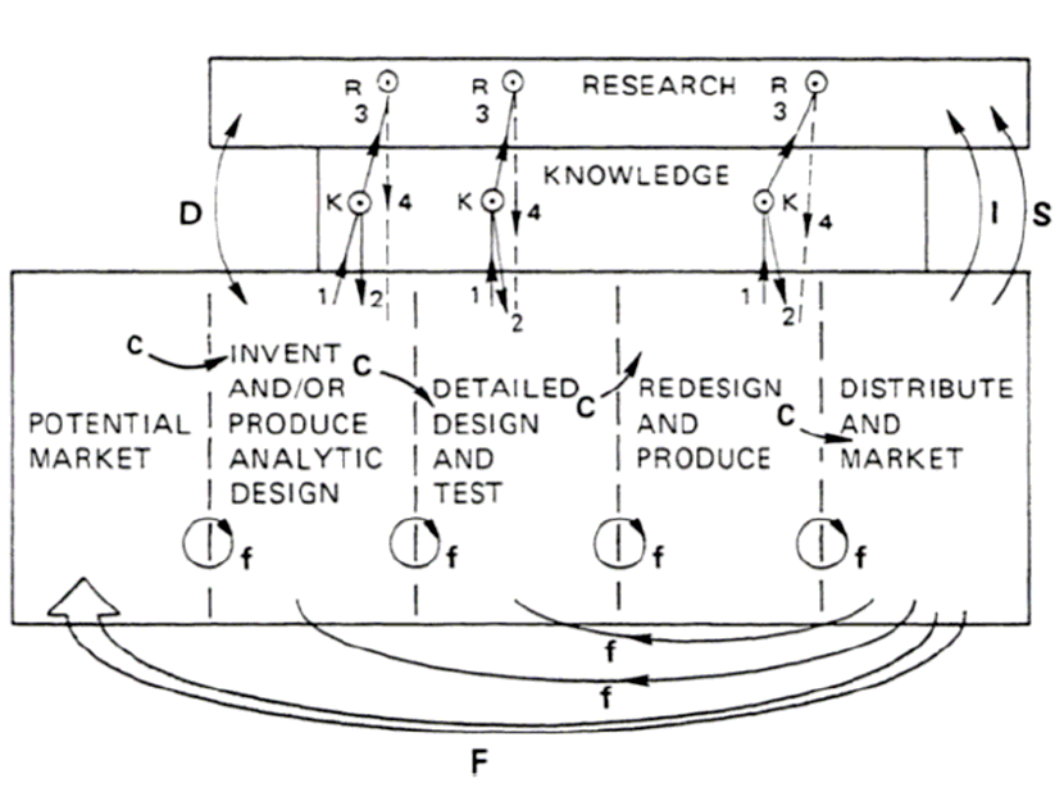 R
R
RESEARCH
R
3
3
3
KNOWLEDGE
K
4
K
4
K
4
D
I
S
1
2
1
2
1
2
C
INVENT
AND/OR
PRODUCE
ANALYTIC
DESIGN
C
DETAILED
DESIGN
AND
TEST
C
REDESIGN
AND
PRODUCE
C
DISTRIBUTE
AND
MARKET
POTENTIAL
MARKET
f
f
f
f
f
f
F